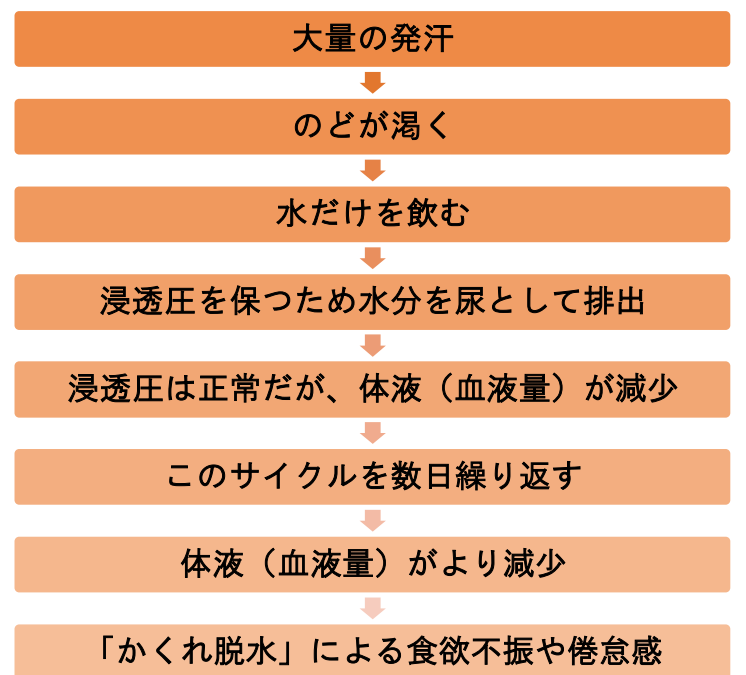 大量の発汗
のどが渇く
水だけを飲む
浸透圧を保つため水分を尿として排出
浸透圧は正常だが、体液（血液量）が減少
このサイクルを数日繰り返す
体液（血液量）がより減少
「かくれ脱水」による食欲不振や倦怠感